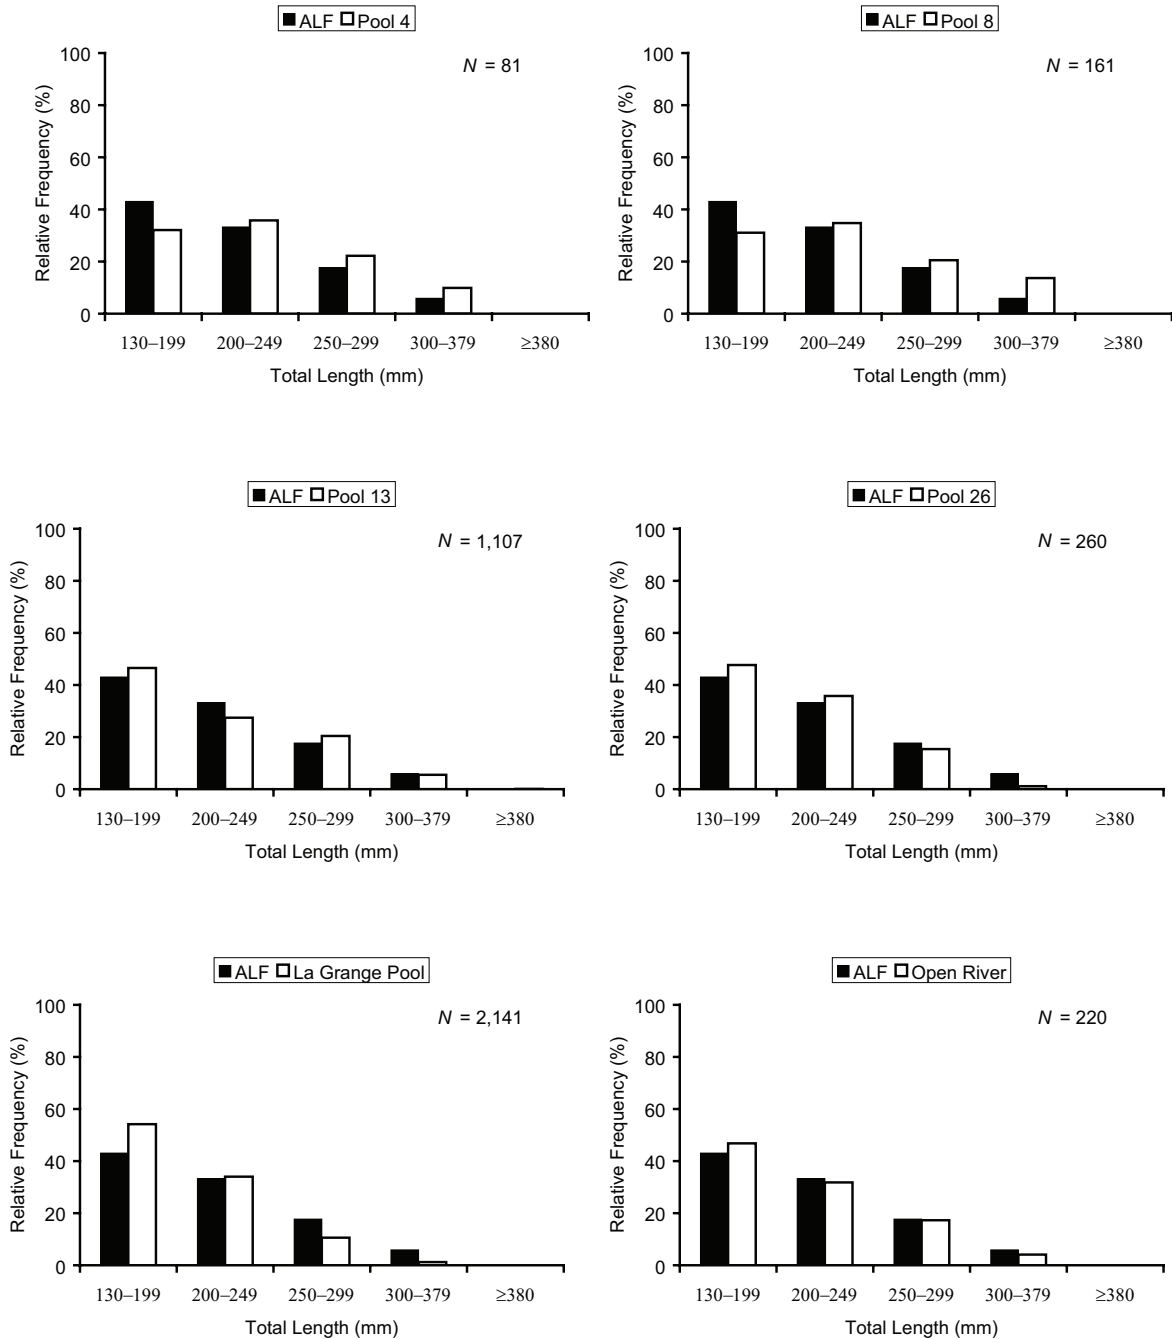 ALF Pool 4
N = 81
Relative Frequency (%)
100
80
60
40
20
0
130–199 200–249 250–299 300–379 ≥380
Total Length (mm)
ALF Pool 8
N = 161
Relative Frequency (%)
100
80
60
40
20
0
130–199 200–249 250–299 300–379 ≥380
Total Length (mm)
ALF Pool 13
N = 1,107
Relative Frequency (%)
100
80
60
40
20
0
130–199 200–249 250–299 300–379 ≥380
Total Length (mm)
ALF Pool 26
N = 260
Relative Frequency (%)
100
80
60
40
20
0
130–199 200–249 250–299 300–379 ≥380
Total Length (mm)
ALF La Grange Pool
N = 2,141
Relative Frequency (%)
100
80
60
40
20
0
130–199 200–249 250–299 300–379 ≥380
Total Length (mm)
ALF Open River
N = 220
Relative Frequency (%)
100
80
60
40
20
0
130–199 200–249 250–299 300–379 ≥380
Total Length (mm)